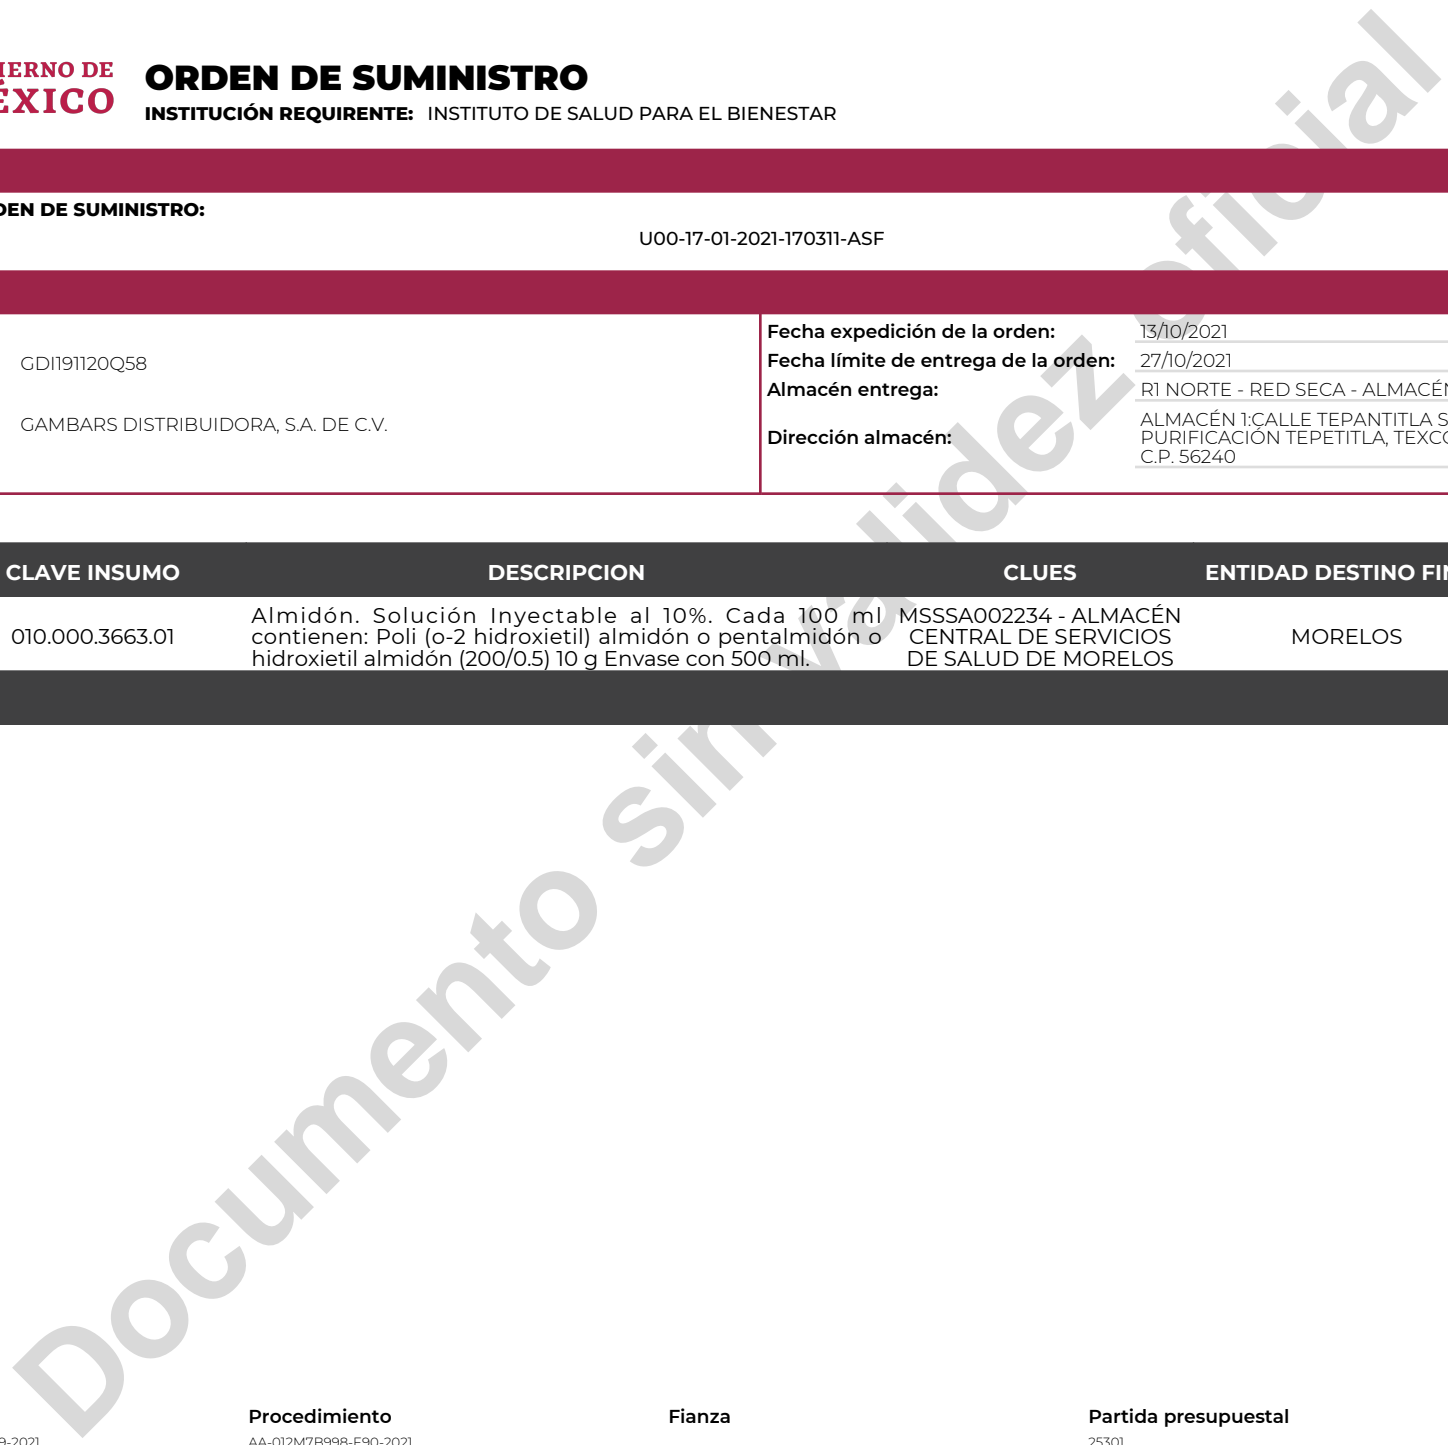 IERNO DE
ÉXICO
ORDEN DE SUMINISTRO
INSTITUCIÓN REQUIRENTE: INSTITUTO DE SALUD PARA EL BIENESTAR
DEN DE SUMINISTRO:
U00-17-01-2021-170311-ASF
GDI191120Q58
GAMBARS DISTRIBUIDORA, S.A. DE C.V.
Fecha expedición de la orden: 13/10/2021
Fecha límite de entrega de la orden: 27/10/2021
Almacén entrega: R1 NORTE - RED SECA - ALMACÉN
Dirección almacén: ALMACÉN 1:CALLE TEPANTITLA S
PURIFICACIÓN TEPETITLA, TEXCO
C.P. 56240
CLAVE INSUMO DESCRIPCION CLUES ENTIDAD DESTINO FIN
010.000.3663.01
Almidón. Solución Inyectable al 10%. Cada 100 ml
contienen: Poli (o-2 hidroxietil) almidón o pentalmidón o
hidroxietil almidón (200/0.5) 10 g Envase con 500 ml.
MSSSA002234 - ALMACÉN
CENTRAL DE SERVICIOS
DE SALUD DE MORELOS
MORELOS
Documento sin validez oficial
Procedimiento Fianza Partida presupuestal
9-2021 AA-012M7B998-E90-2021 25301